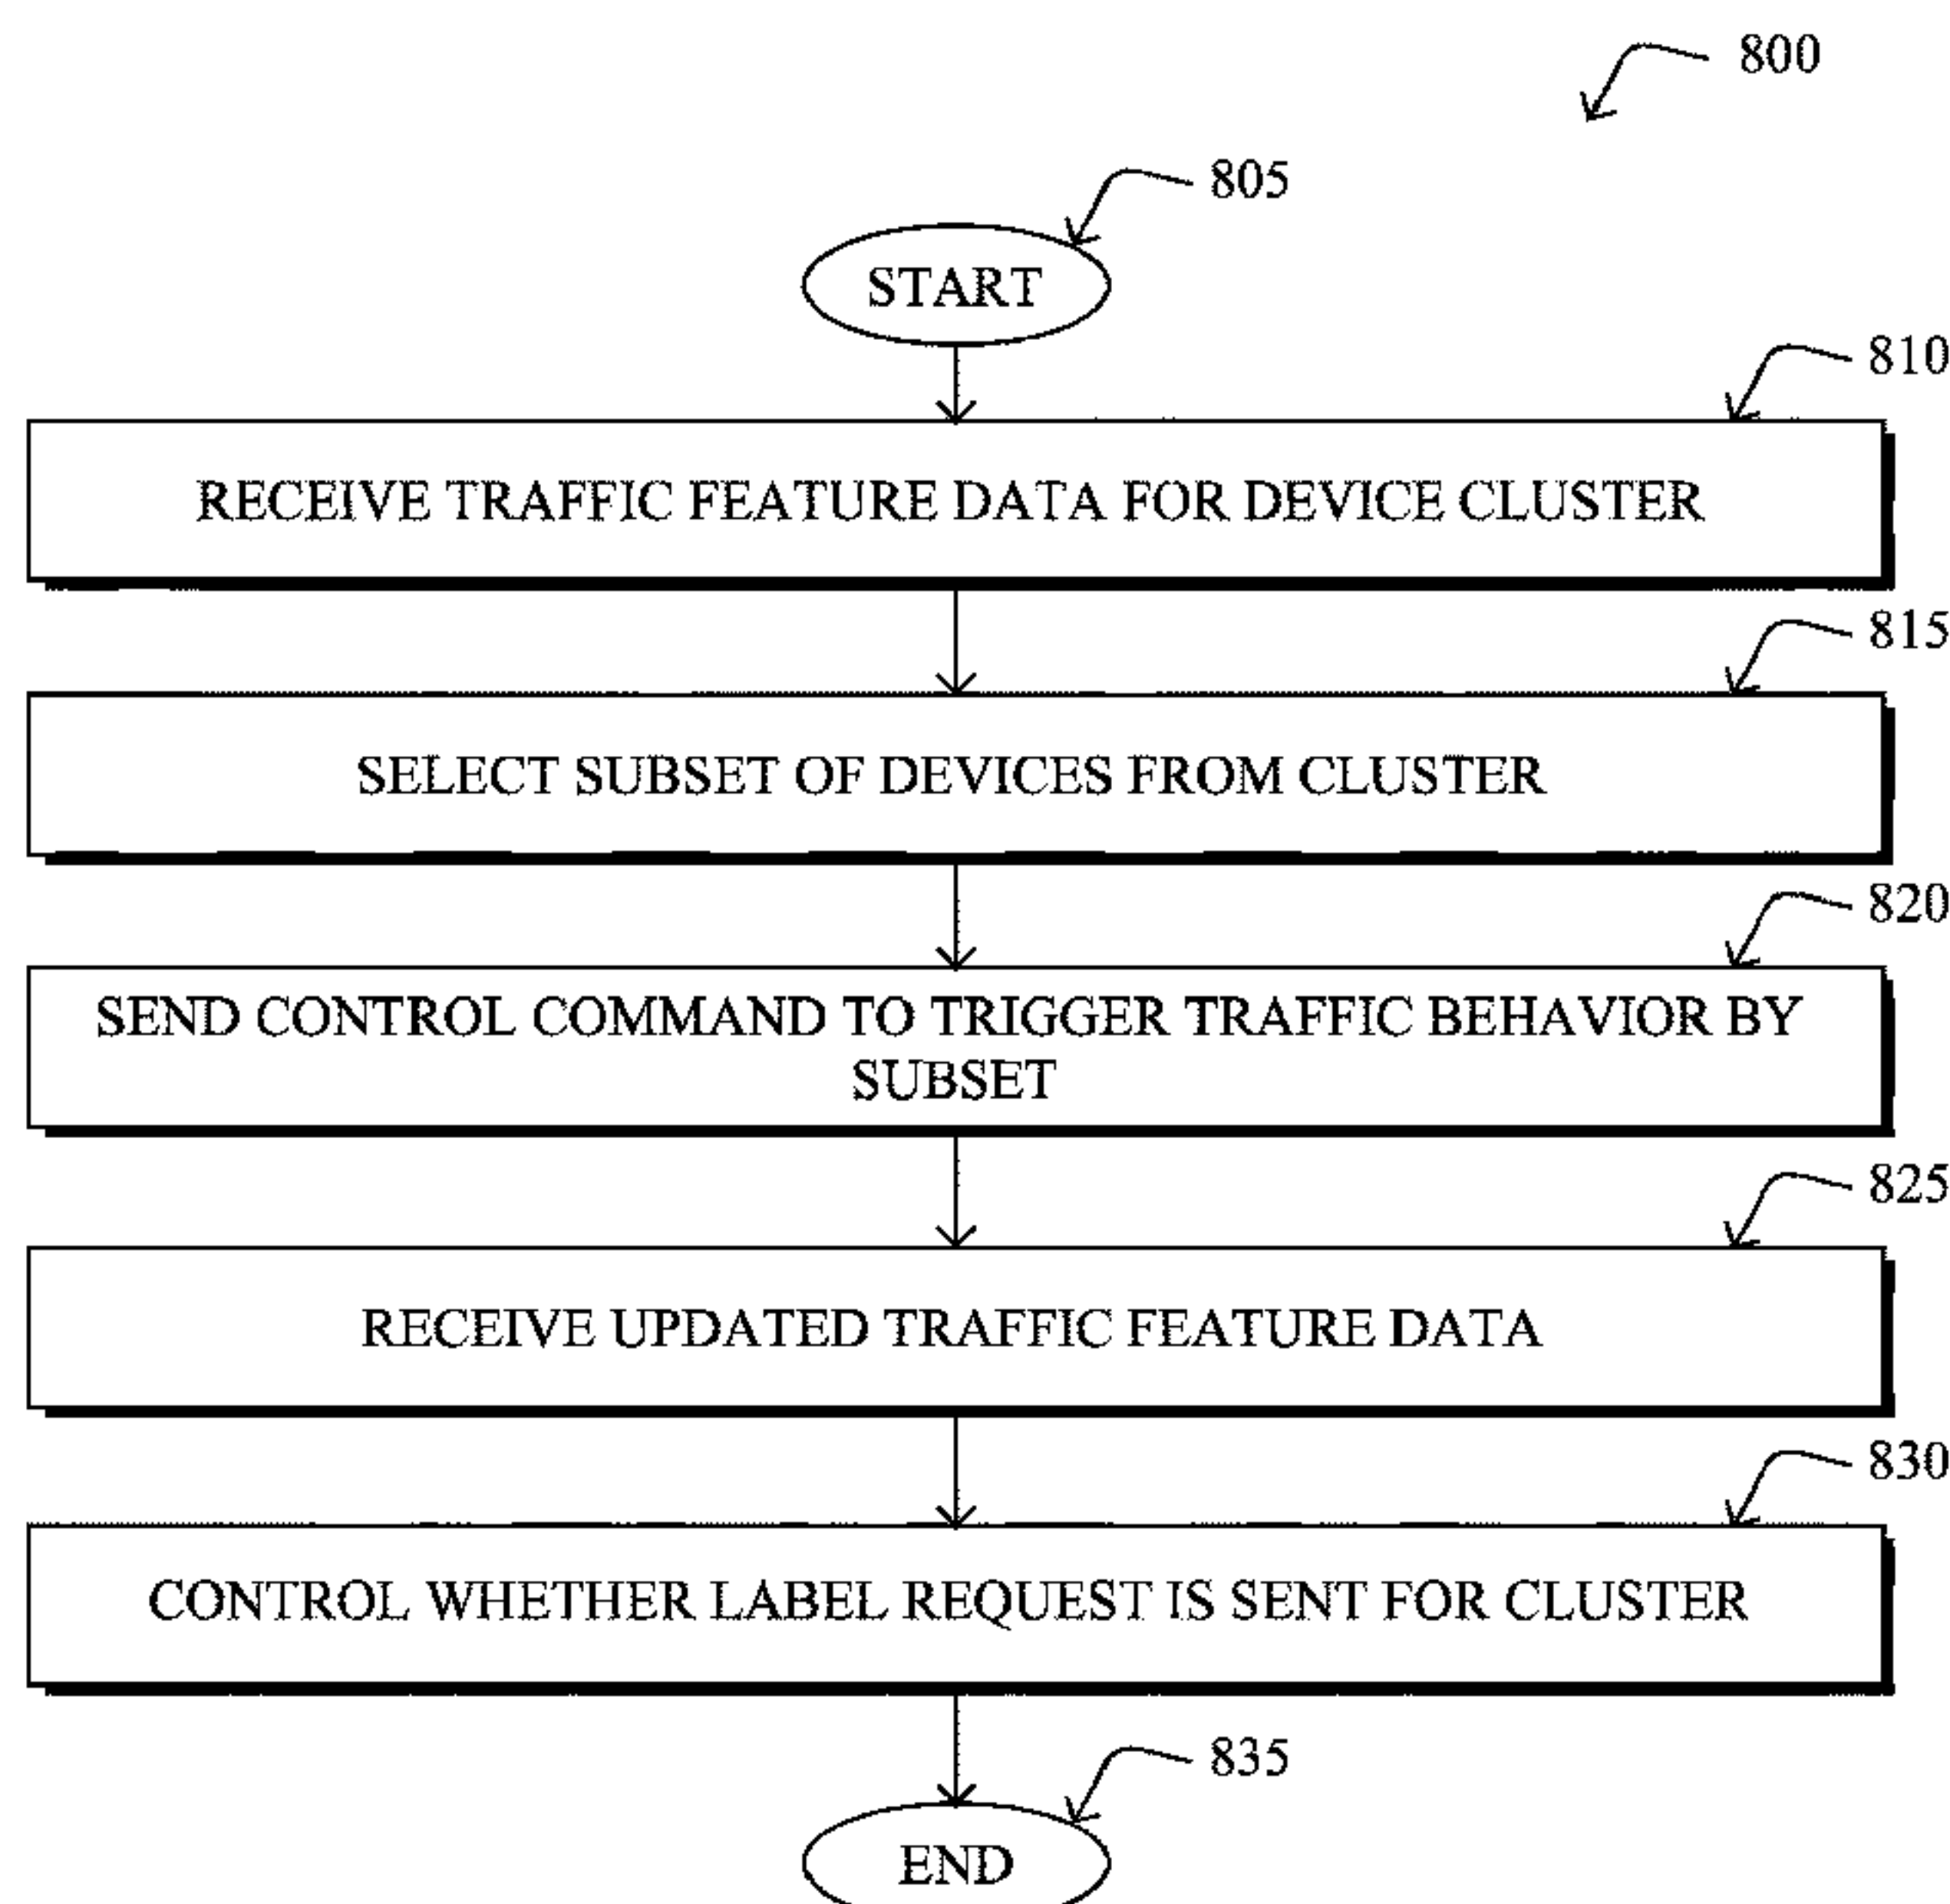 800
805
START
810
RECEIVE TRAFFIC FEATURE DATA FOR DEVICE CLUSTER
815
SELECT SUBSET OF DEVICES FROM CLUSTER
820
SEND CONTROL COMMAND TO TRIGGER TRAFFIC BEHAVIOR BY
SUBSET
825
RECEIVE UPDATED TRAFFIC FEATURE DATA
830
CONTROL WHETHER LABEL REQUEST IS SENT FOR CLUSTER
835
END